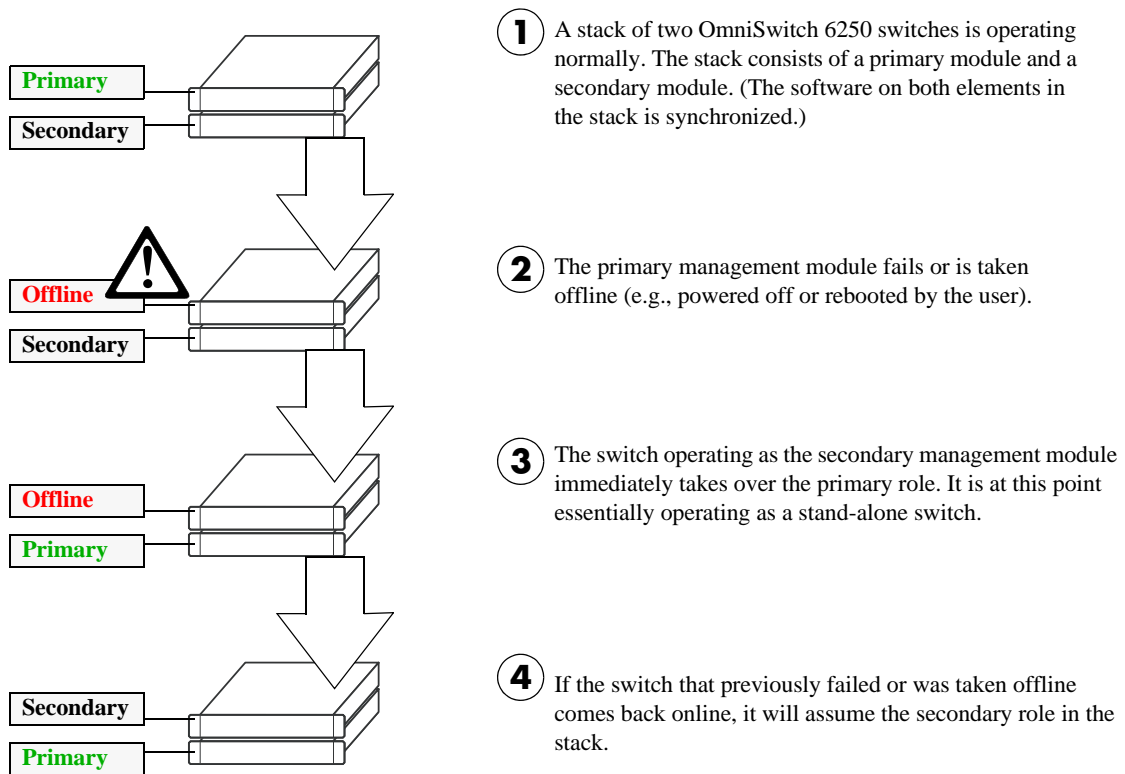 1
A stack of two OmniSwitch 6250 switches is operating
normally. The stack consists of a primary module and a
secondary module. (The software on both elements in
the stack is synchronized.)
Primary
Secondary
2
The primary management module fails or is taken
offline (e.g., powered off or rebooted by the user).
!
Offline
Secondary
3
The switch operating as the secondary management module
immediately takes over the primary role. It is at this point
essentially operating as a stand-alone switch.
Offline
Primary
4
If the switch that previously failed or was taken offline
comes back online, it will assume the secondary role in the
stack.
Secondary
Primary